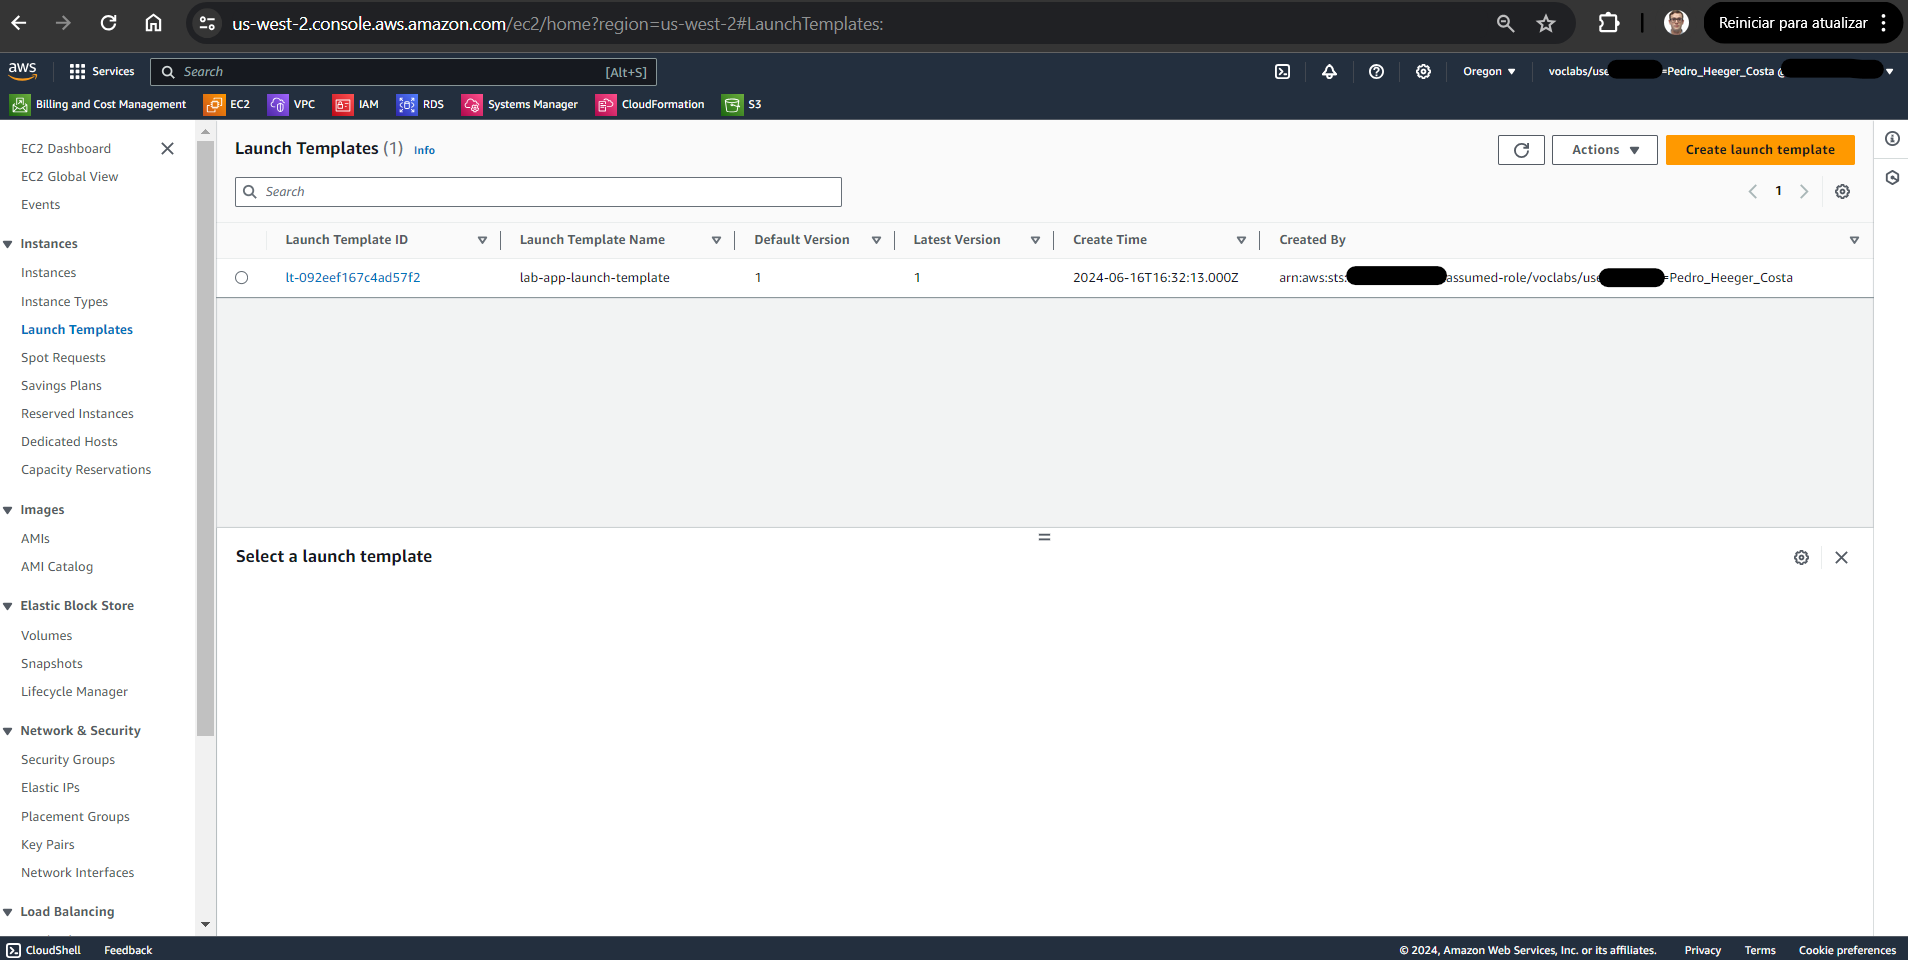 us-west-2.console.aws.amazon.com/ec2/home?region=us-west-2#LaunchTemplates:
Reiniciar para atualizar
aws
Services
Search
[Alt+S]
Oregon
voclabs/use
=Pedro_Heeger_Costa @
Billing and Cost Management
EC2
VPC
IAM
RDS
Systems Manager
CloudFormation
S3
EC2 Dashboard
EC2 Global View
Events
Instances
Instances
Instance Types
Launch Templates
Spot Requests
Savings Plans
Reserved Instances
Dedicated Hosts
Capacity Reservations
Images
AMIs
AMI Catalog
Elastic Block Store
Volumes
Snapshots
Lifecycle Manager
Network & Security
Security Groups
Elastic IPs
Placement Groups
Key Pairs
Network Interfaces
Load Balancing
Launch Templates (1) Info
Actions
Create launch template
Search
1
Launch Template ID
Launch Template Name
Default Version
Latest Version
Create Time
Created By
lt-092eef167c4ad57f2
lab-app-launch-template
1
1
2024-06-16T16:32:13.000Z
arn:aws:sts:
assumed-role/voclabs/use
=Pedro_Heeger_Costa
Select a launch template
CloudShell
Feedback
© 2024, Amazon Web Services, Inc. or its affiliates.
Privacy
Terms
Cookie preferences